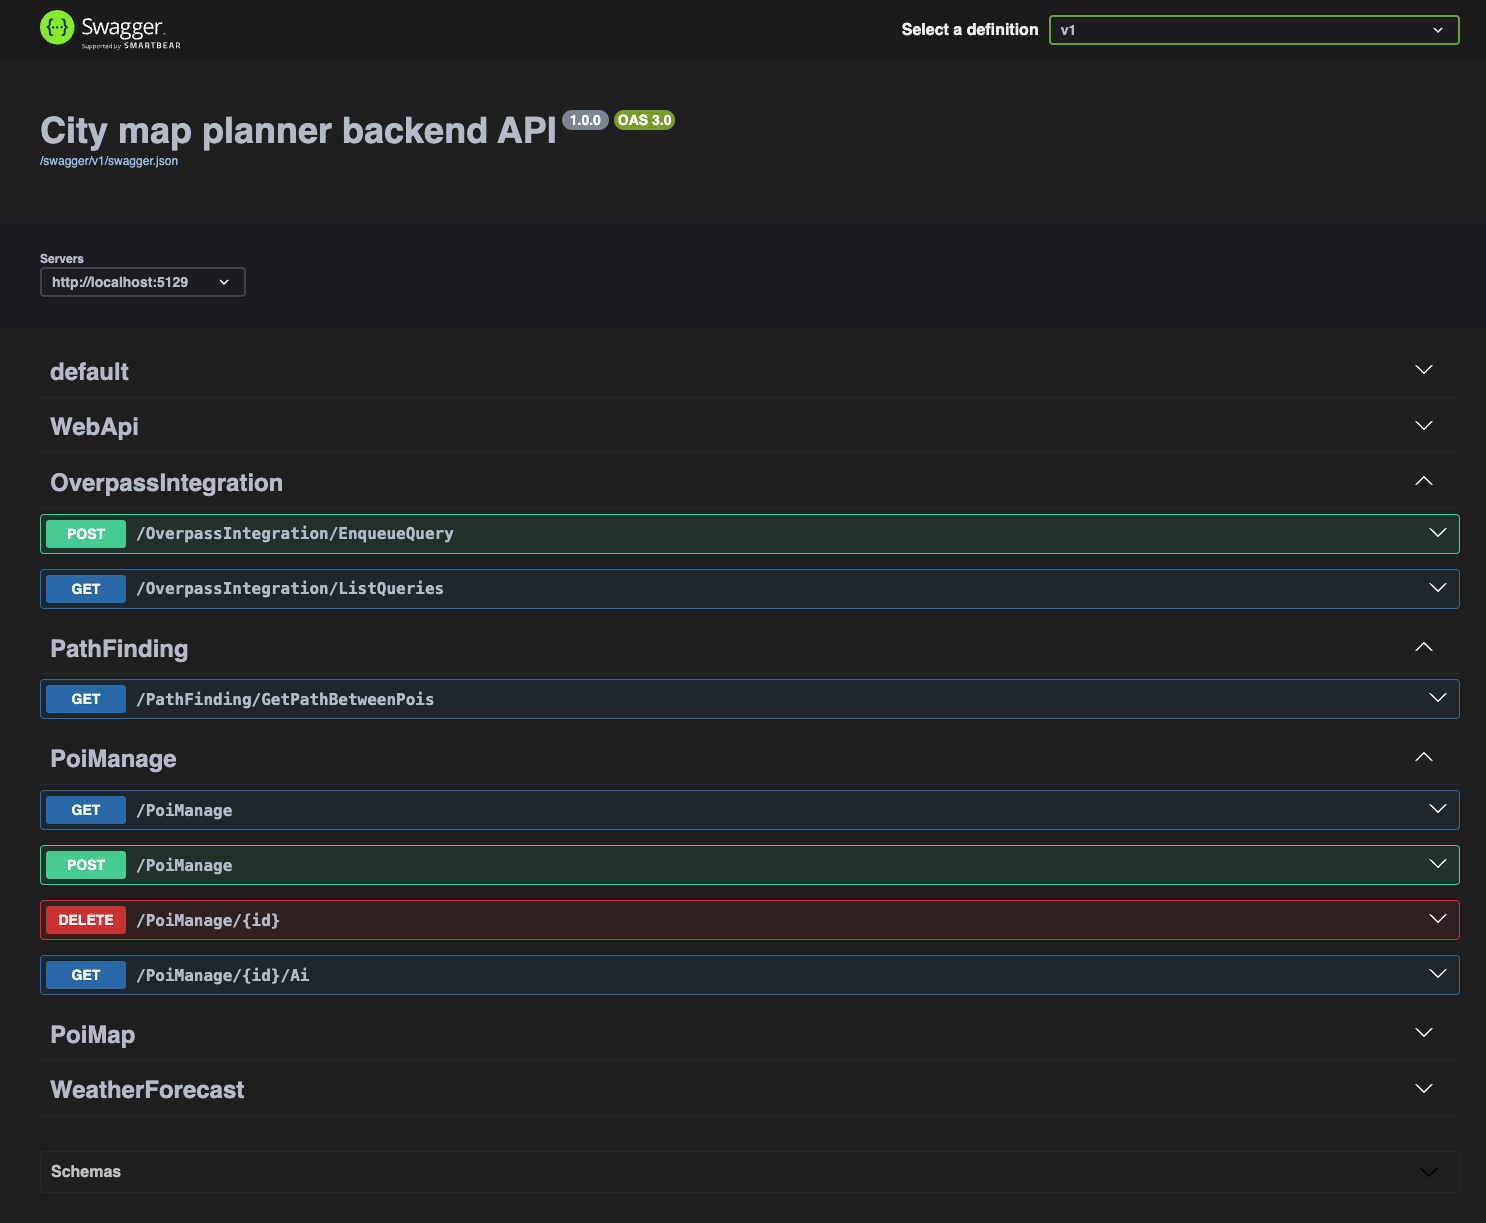 Swagger
Supported by SMARTBEAR
Select a definition
v1
City map planner backend API 1.0.0 OAS 3.0
/swagger/v1/swagger.json
Servers
http://localhost:5129
default
WebApi
OverpassIntegration
POST /OverpassIntegration/EnqueueQuery
GET /OverpassIntegration/ListQueries
PathFinding
GET /PathFinding/GetPathBetweenPois
PoiManage
GET /PoiManage
POST /PoiManage
DELETE /PoiManage/{id}
GET /PoiManage/{id}/Ai
PoiMap
WeatherForecast
Schemas